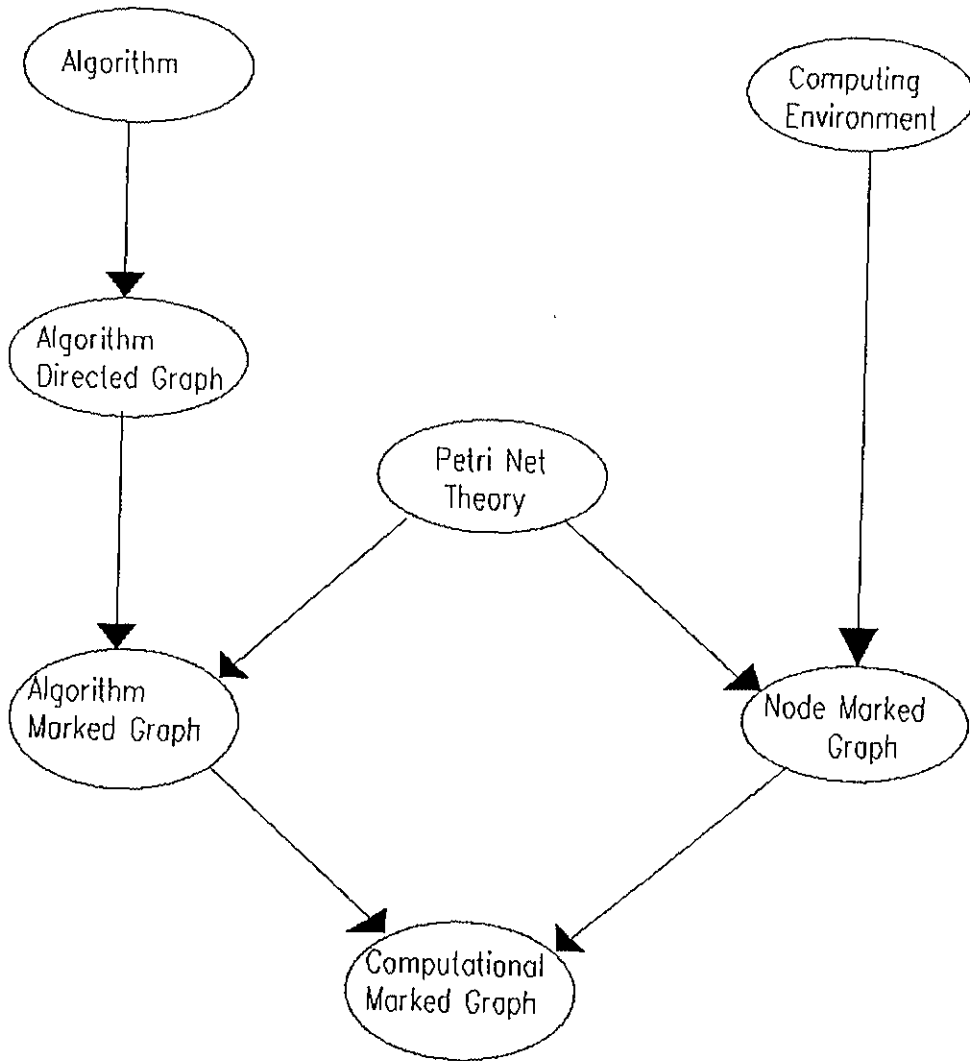 Algorithm
Computing
Environment
Algorithm
Directed Graph
Petri Net
Theory
Algorithm
Marked Graph
Node Marked
Graph
Computational
Marked Graph